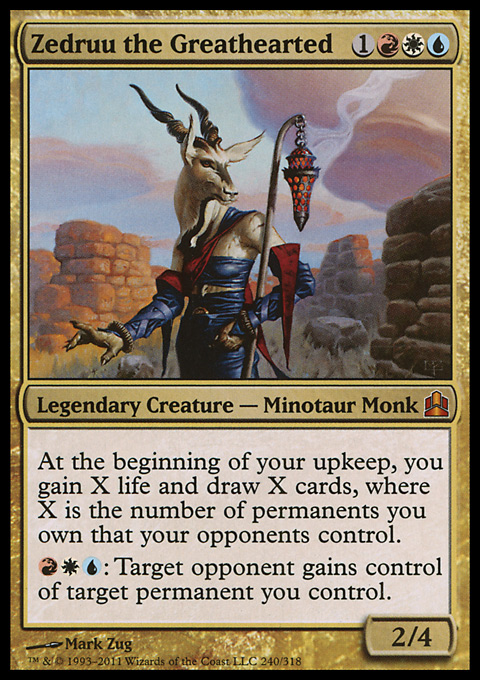 Zedruu the Greathearted 1
Legendary Creature — Minotaur Monk
At the beginning of your upkeep, you
gain X life and draw X cards, where
X is the number of permanents you
own that your opponents control.
: Target opponent gains control
of target permanent you control.
Mark Zug
2/4
™ & © 1993–2011 Wizards of the Coast LLC 240/318